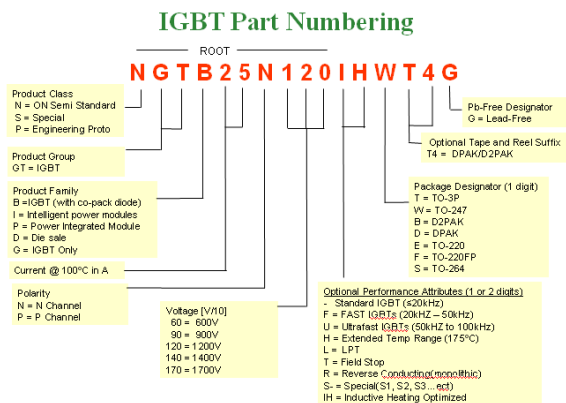 IGBT Part Numbering
ROOT
NGTB25N120IHWT4G
Product Class
N = ON Semi Standard
S = Special
P = Engineering Proto
Product Group
GT = IGBT
Product Family
B =IGBT (with co-pack diode)
I = Intelligent power modules
P = Power Integrated Module
D = Die sale
G = IGBT Only
Current @ 100°C in A
Polarity
N = N Channel
P = P Channel
Voltage [V/10]
60 = 600V
90 = 900V
120 = 1200V
140 = 1400V
170 = 1700V
Pb-Free Designator
G = Lead-Free
Optional Tape and Reel Suffix
T4 = DPAK/D2PAK
Package Designator (1 digit)
T = TO-3P
W = TO-247
B = D2PAK
D = DPAK
E = TO-220
F = TO-220FP
S = TO-264
Optional Performance Attributes (1 or 2 digits)
- Standard IGBT (≤20kHz)
F = FAST IGBTs (20kHZ – 50kHz)
U = Ultrafast IGBTs (50KHZ to 100kHz)
H = Extended Temp Range (175°C)
L = LPT
T = Field Stop
R = Reverse Conducting(monolithic)
S- = Special(S1, S2, S3...ect)
IH = Inductive Heating Optimized